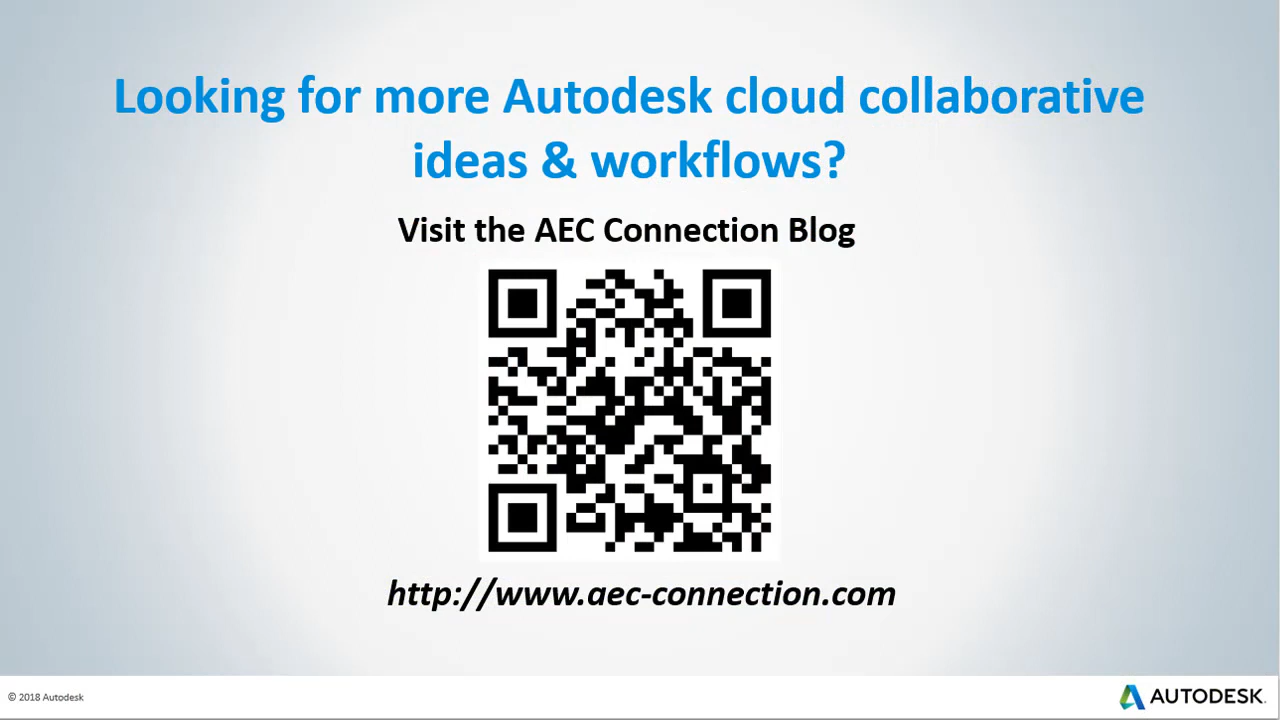 Looking for more Autodesk cloud collaborative
ideas & workflows?
Visit the AEC Connection Blog
http://www.aec-connection.com
© 2018 Autodesk
AUTODESK.